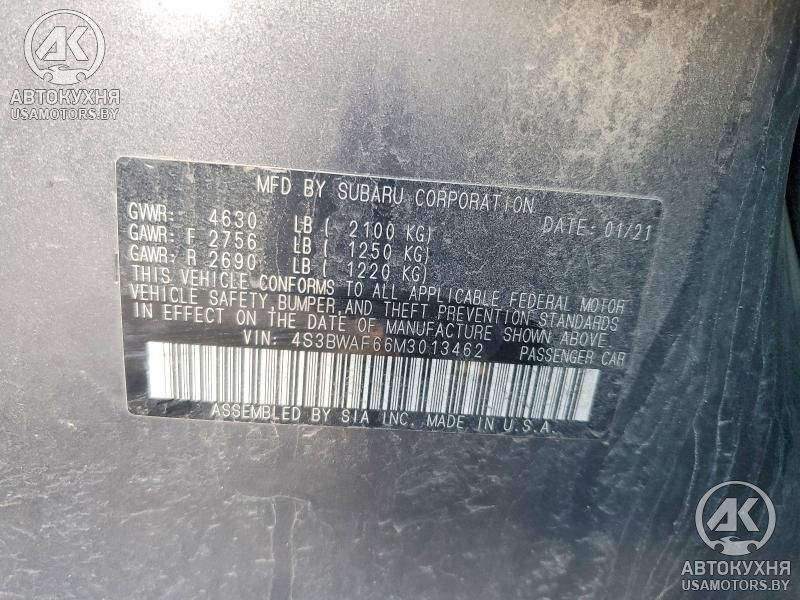 AK
АВТОКУХНЯ
USAMOTORS.BY
MFD BY SUBARU CORPORATION
GVWR: 4630 LB ( 2100 KG) DATE: 01/21
GAWR: F 2756 LB ( 1250 KG)
GAWR: R 2690 LB ( 1220 KG)
THIS VEHICLE CONFORMS TO ALL APPLICABLE FEDERAL MOTOR
VEHICLE SAFETY, BUMPER, AND THEFT PREVENTION STANDARDS
IN EFFECT ON THE DATE OF MANUFACTURE SHOWN ABOVE.
VIN: 4S3BWAF66M3013462 PASSENGER CAR
ASSEMBLED BY SIA INC. MADE IN U.S.A.
AK
АВТОКУХНЯ
USAMOTORS.BY